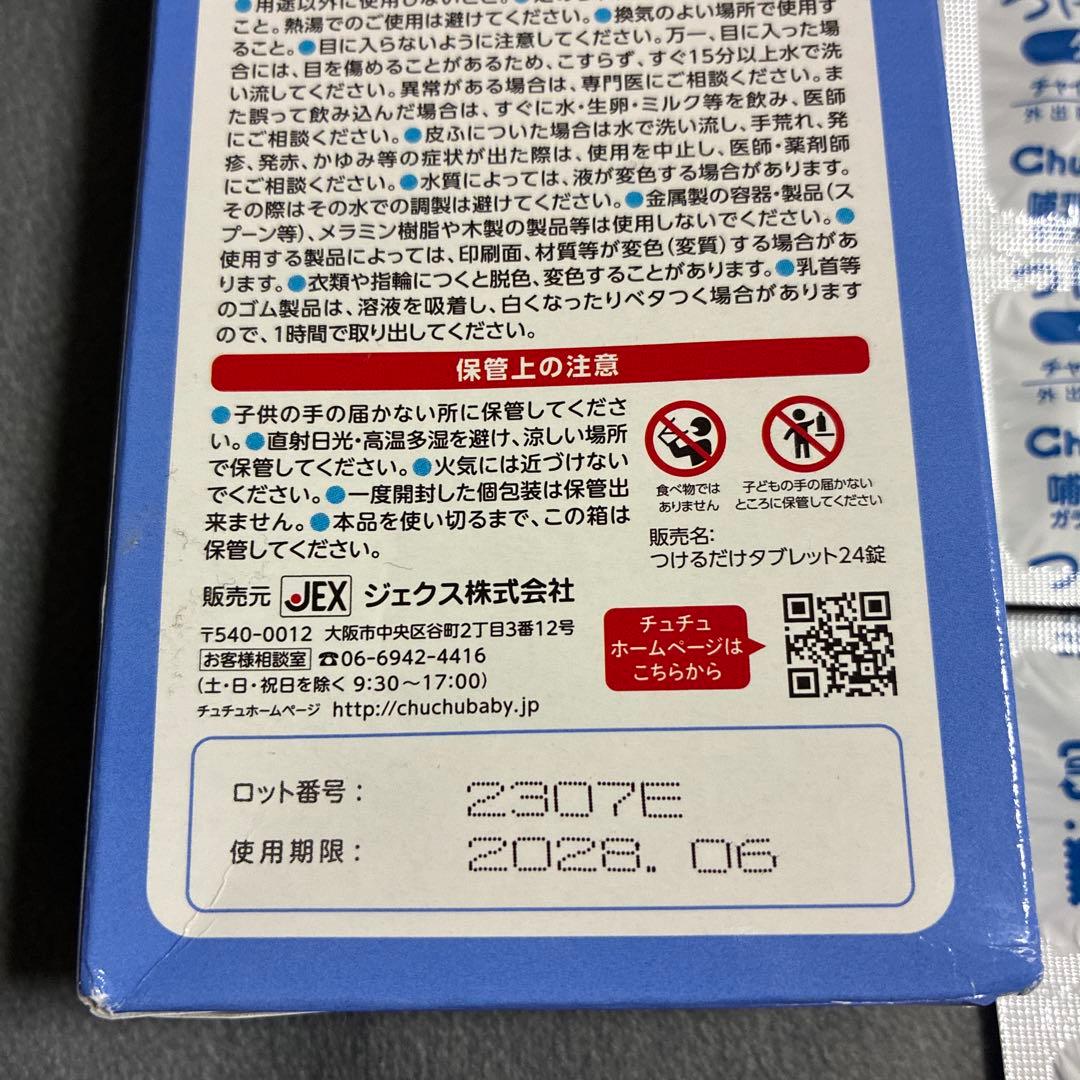 ●用途以外に使用しないこと。
こと。熱湯でのご使用は避けてください。●換気のよい場所で使用す
ること。●目に入らないように注意してください。万一、目に入った場
合には、目を傷めることがあるため、こすらず、すぐ15分以上水で洗
い流してください。異常がある場合は、専門医にご相談ください。ま
た誤って飲み込んだ場合は、すぐに水・生卵・ミルク等を飲み、医師
にご相談ください。●皮ふについた場合は水で洗い流し、手荒れ、発
疹、発赤、かゆみ等の症状が出た際は、使用を中止し、医師・薬剤師
にご相談ください。●水質によっては、液が変色する場合があります。
その際はその水での調製は避けてください。●金属製の容器・製品(ス
プーン等)、メラミン樹脂や木製の製品等は使用しないでください。●
使用する製品によっては、印刷面、材質等が変色(変質)する場合があ
ります。●衣類や指輪につくと脱色、変色することがあります。●乳首等
のゴム製品は、溶液を吸着し、白くなったりベタつく場合があります
ので、1時間で取り出してください。
保管上の注意
●子供の手の届かない所に保管してくださ
い。●直射日光・高温多湿を避け、涼しい場所
で保管してください。●火気には近づけない
でください。●一度開封した個包装は保管出
来ません。●本品を使い切るまで、この箱は
保管してください。
食べ物では
ありません
子どもの手の届かない
ところに保管してください
販売名:
つけるだけタブレット24錠
販売元 JEX ジェクス株式会社
〒540-0012 大阪市中央区谷町2丁目3番12号
お客様相談室 ☎06-6942-4416
(土・日・祝日を除く 9:30～17:00)
チュチュホームページ http://chuchubaby.jp
チュチュ
ホームページは
こちらから
ロット番号: 2307E
使用期限: 2028.06
チャイ
外出
Chu
哺乳
チャ
外出
Ch
哺
ガラ
つ